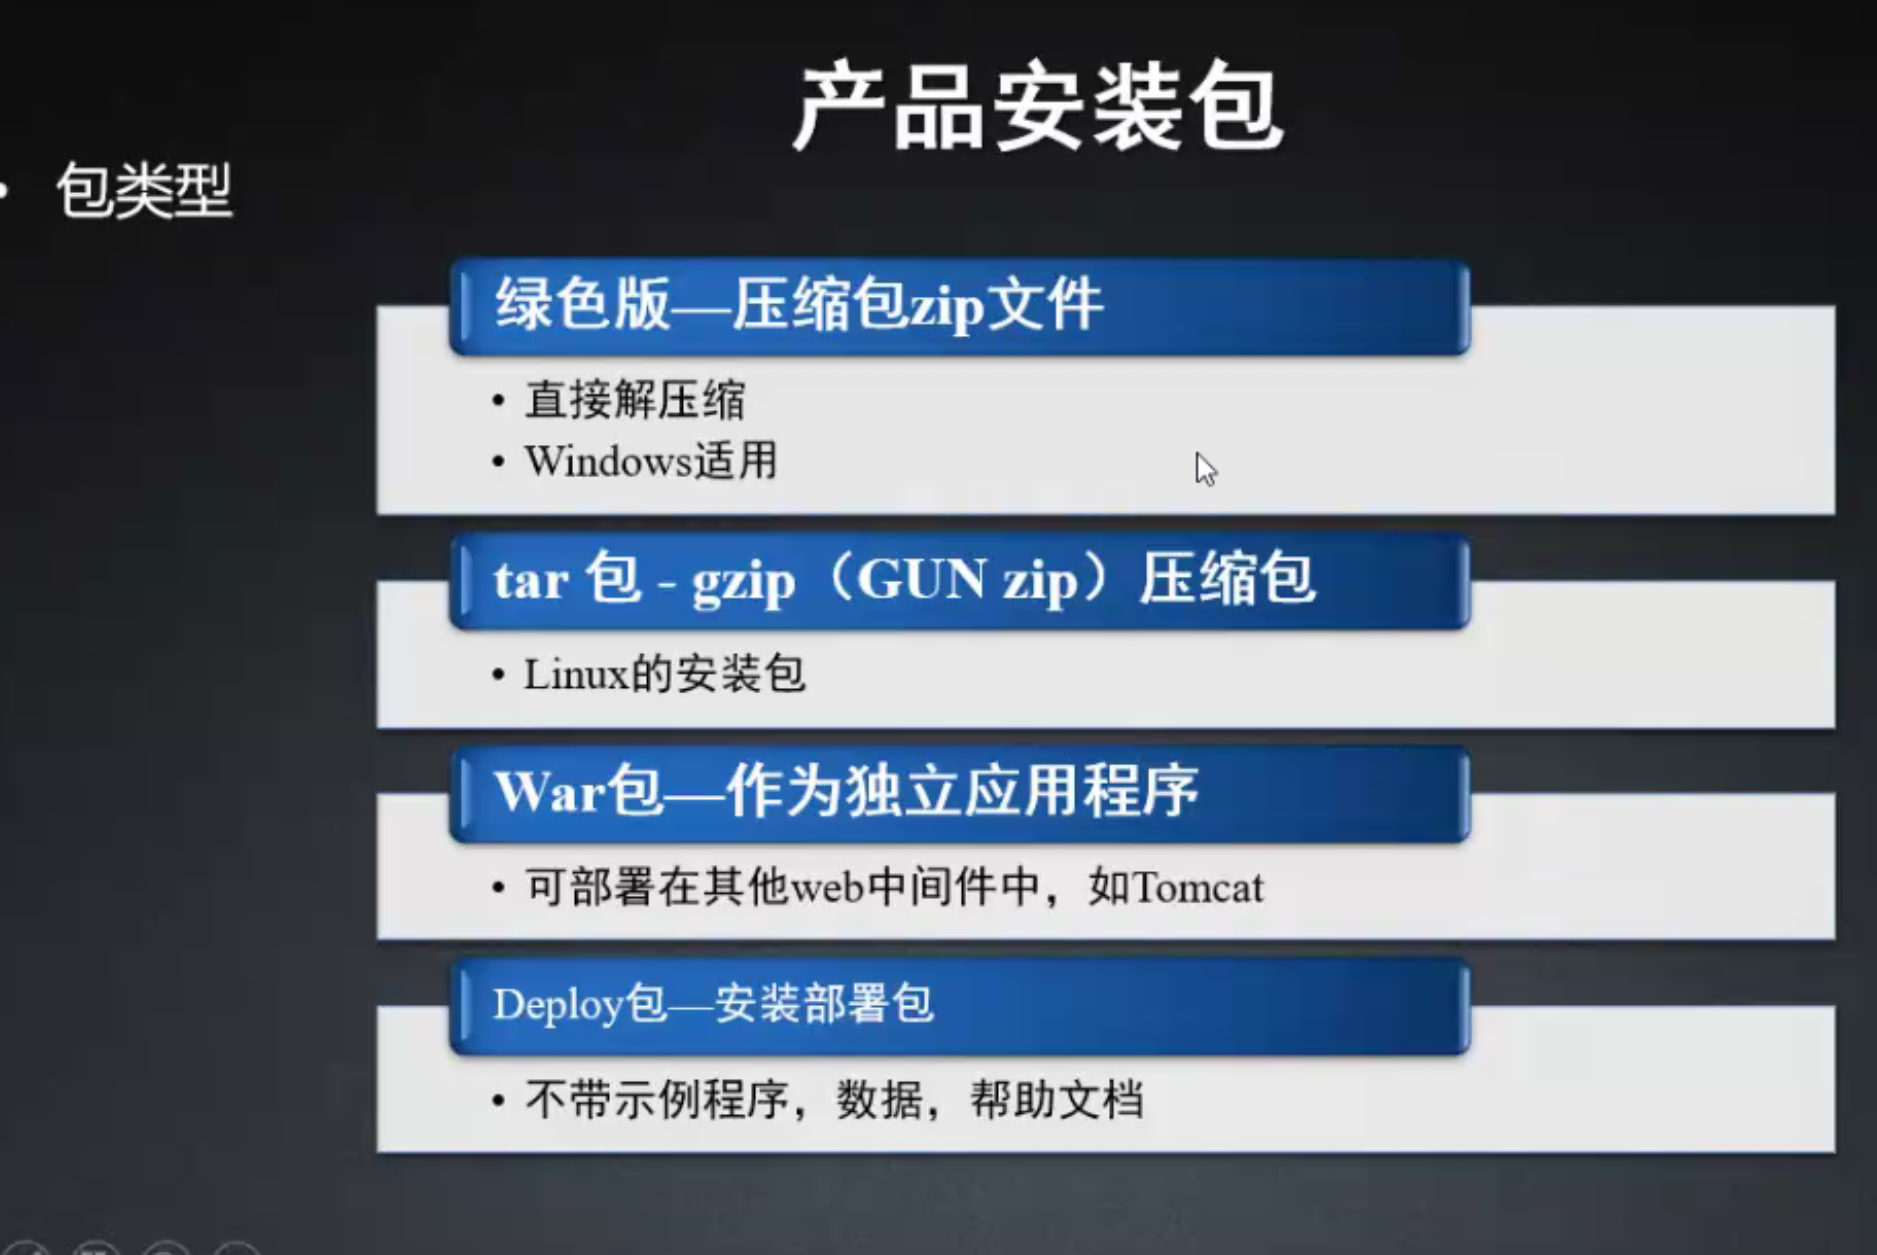 产品安装包
• 包类型
绿色版—压缩包zip文件
• 直接解压缩
• Windows适用
tar 包 - gzip（GUN zip）压缩包
• Linux的安装包
War包—作为独立应用程序
• 可部署在其他web中间件中，如Tomcat
Deploy包—安装部署包
• 不带示例程序，数据，帮助文档